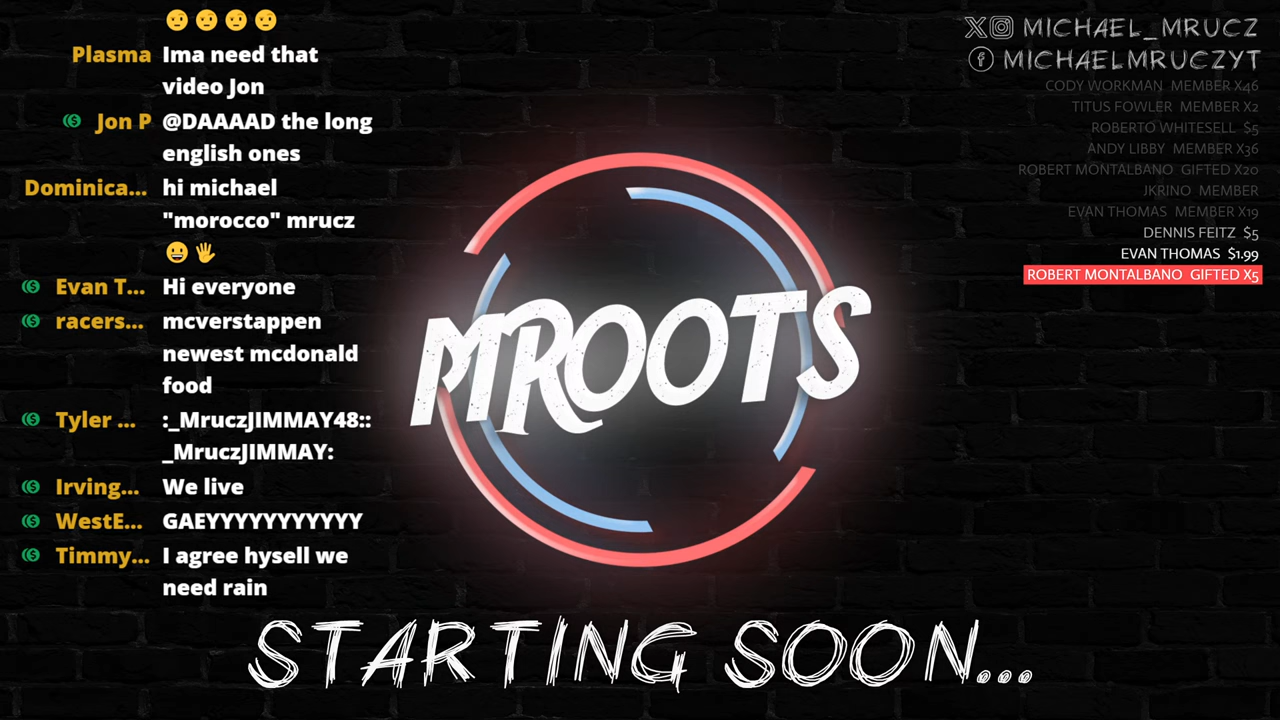 Plasma Ima need that
video Jon
Jon P @DAAAAD the long
english ones
Dominica... hi michael
"morocco" mrucz
😀 🖐
Evan T... Hi everyone
racers... mcverstappen
newest mcdonald
food
Tyler ... :_MruczJIMMAY48::
_MruczJIMMAY:
Irving... We live
WestE... GAEYYYYYYYYYYY
Timmy... I agree hysell we
need rain
MROOTS
STARTING SOON...
MICHAEL_MRUCZ
MICHAELMRUCZYT
CODY WORKMAN MEMBER X46
TITUS FOWLER MEMBER X2
ROBERTO WHITESELL $5
ANDY LIBBY MEMBER X36
ROBERT MONTALBANO GIFTED X20
JKRINO MEMBER
EVAN THOMAS MEMBER X19
DENNIS FEITZ $5
EVAN THOMAS $1.99
ROBERT MONTALBANO GIFTED X5